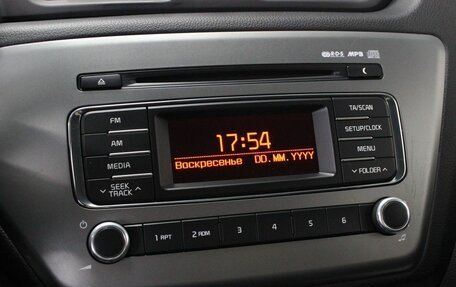 RDS MP3
FM
AM
MEDIA
SEEK
TRACK
17:54
Воскресенье DD.MM.YYYY
TA/SCAN
SETUP/CLOCK
MENU
FOLDER
1 RPT
2 RDM
3
4
5
6